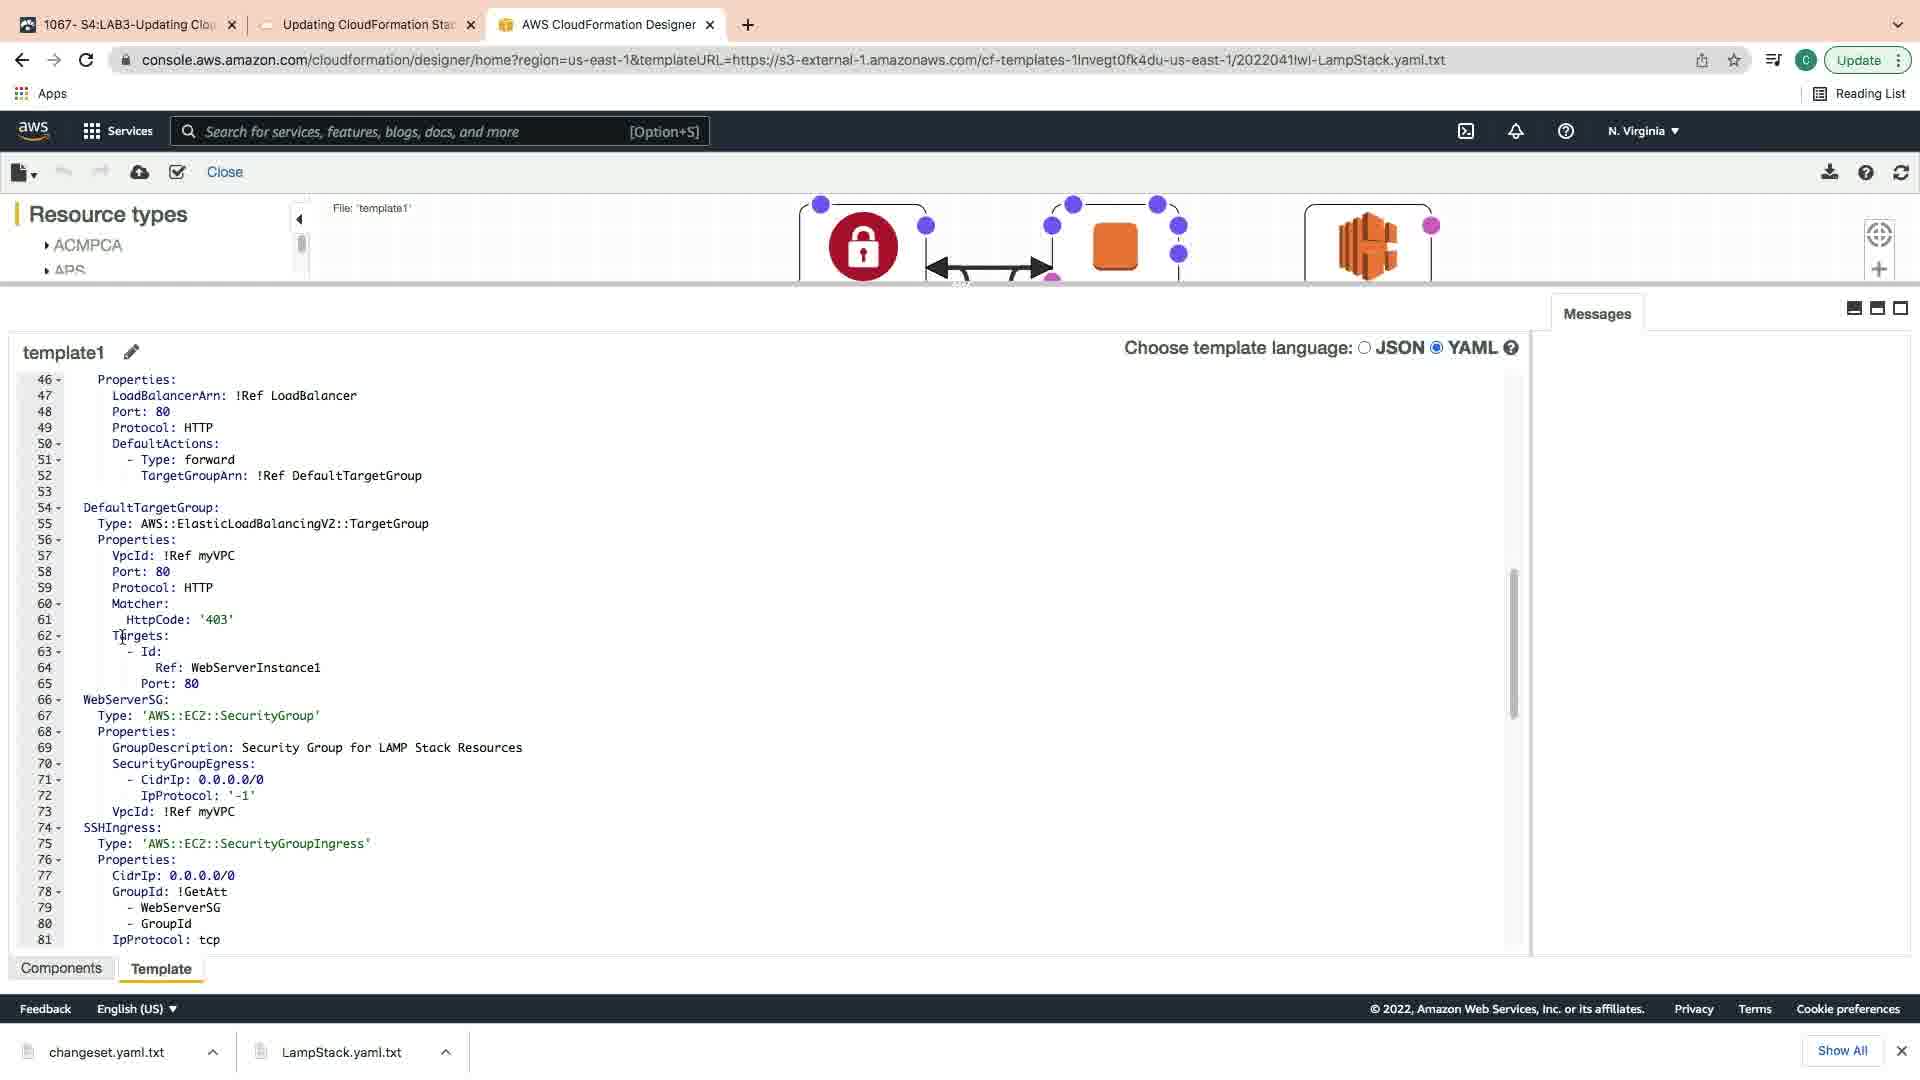 1067- S4:LAB3-Updating Clou
Updating CloudFormation Stac
AWS CloudFormation Designer
console.aws.amazon.com/cloudformation/designer/home?region=us-east-1&templateURL=https://s3-external-1.amazonaws.com/cf-templates-1lnvegt0fk4du-us-east-1/2022041lwl-LampStack.yaml.txt
C
Update
Apps
Reading List
aws
Services
Search for services, features, blogs, docs, and more
[Option+S]
N. Virginia
Close
Resource types
File: 'template1'
ACMPCA
APS
Messages
template1
Choose template language: JSON YAML
46 Properties:
47 LoadBalancerArn: !Ref LoadBalancer
48 Port: 80
49 Protocol: HTTP
50 DefaultActions:
51 - Type: forward
52 TargetGroupArn: !Ref DefaultTargetGroup
53
54 DefaultTargetGroup:
55 Type: AWS::ElasticLoadBalancingV2::TargetGroup
56 Properties:
57 VpcId: !Ref myVPC
58 Port: 80
59 Protocol: HTTP
60 Matcher:
61 HttpCode: '403'
62 Targets:
63 - Id:
64 Ref: WebServerInstance1
65 Port: 80
66 WebServerSG:
67 Type: 'AWS::EC2::SecurityGroup'
68 Properties:
69 GroupDescription: Security Group for LAMP Stack Resources
70 SecurityGroupEgress:
71 - CidrIp: 0.0.0.0/0
72 IpProtocol: '-1'
73 VpcId: !Ref myVPC
74 SSHIngress:
75 Type: 'AWS::EC2::SecurityGroupIngress'
76 Properties:
77 CidrIp: 0.0.0.0/0
78 GroupId: !GetAtt
79 - WebServerSG
80 - GroupId
81 IpProtocol: tcp
Components
Template
Feedback
English (US)
© 2022, Amazon Web Services, Inc. or its affiliates.
Privacy
Terms
Cookie preferences
changeset.yaml.txt
LampStack.yaml.txt
Show All